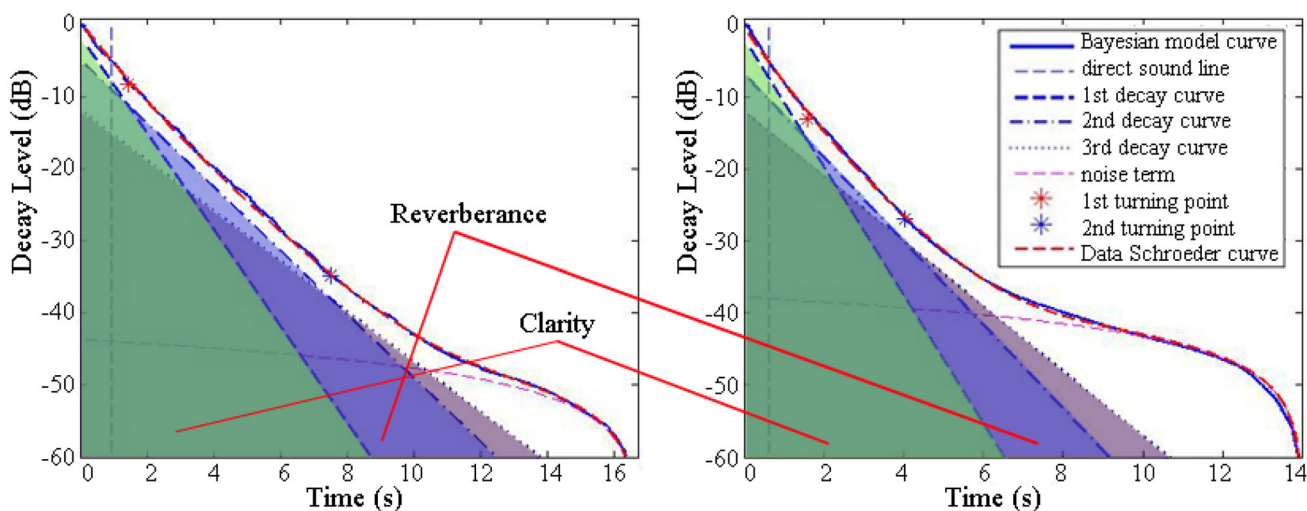 Decay Level (dB)
0
-10
-20
-30
-40
-50
-60
0 2 4 6 8 10 12 14 16
Time (s)
Reverberance
Clarity
Decay Level (dB)
0
-10
-20
-30
-40
-50
-60
0 2 4 6 8 10 12 14
Time (s)
Bayesian model curve
direct sound line
1st decay curve
2nd decay curve
3rd decay curve
noise term
1st turning point
2nd turning point
Data Schroeder curve